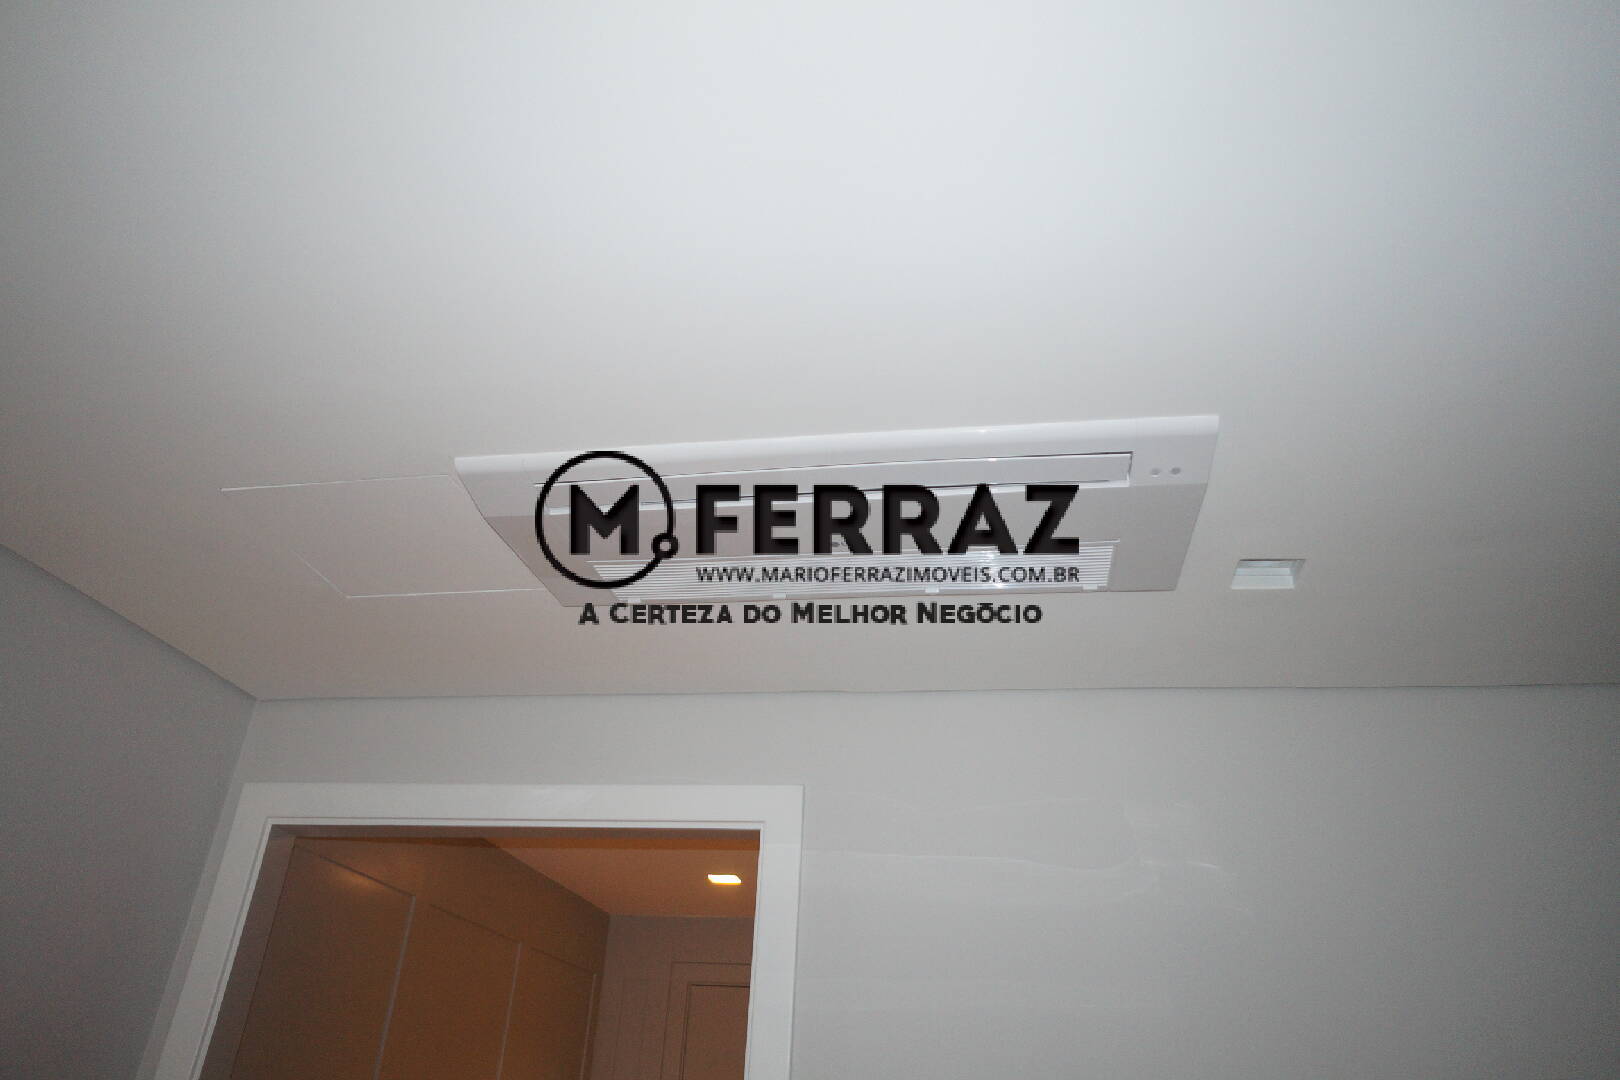 M. FERRAZ
WWW.MARIOFERRAZIMOVEIS.COM.BR
A CERTEZA DO MELHOR NEGÓCIO